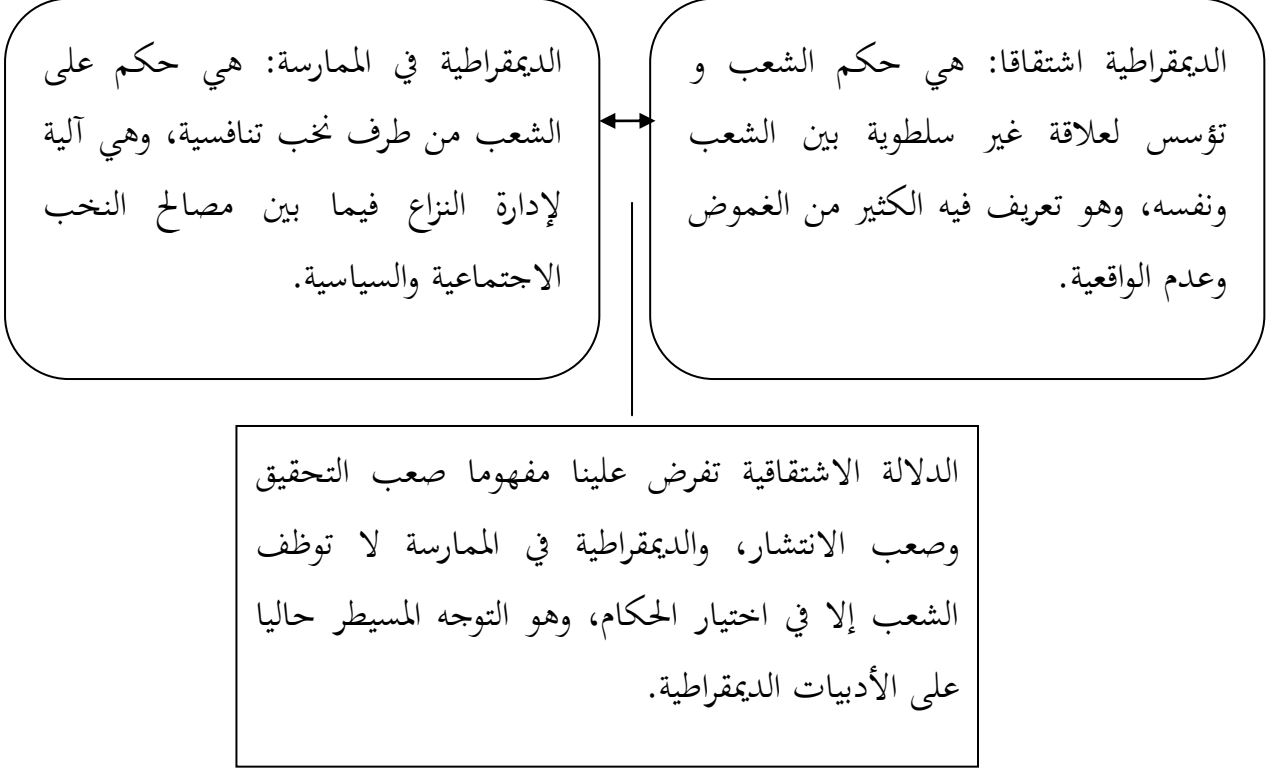 الديمقراطية اشتقاقا: هي حكم الشعب و
تؤسس لعلاقة غير سلطوية بين الشعب
ونفسه، وهو تعريف فيه الكثير من الغموض
وعدم الواقعية.
الديمقراطية في الممارسة: هي حكم على
الشعب من طرف نخب تنافسية، وهي آلية
لإدارة النزاع فيما بين مصالح النخب
الاجتماعية والسياسية.
الدلالة الاشتقاقية تفرض علينا مفهوما صعب التحقيق
وصعب الانتشار، والديمقراطية في الممارسة لا توظف
الشعب إلا في اختيار الحكام، وهو التوجه المسيطر حاليا
على الأدبيات الديمقراطية.